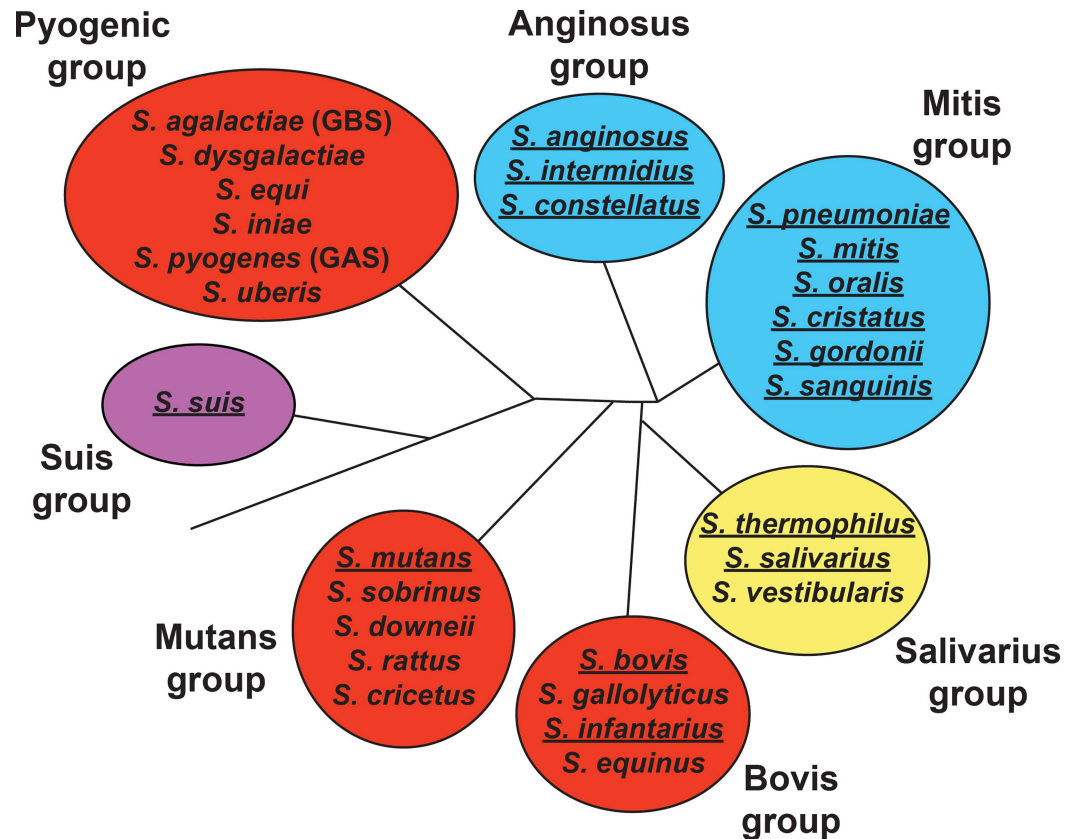 Pyogenic
group
S. agalactiae (GBS)
S. dysgalactiae
S. equi
S. iniae
S. pyogenes (GAS)
S. uberis
Anginosus
group
S. anginosus
S. intermidius
S. constellatus
Mitis
group
S. pneumoniae
S. mitis
S. oralis
S. cristatus
S. gordonii
S. sanguinis
S. suis
Suis
group
Mutans
group
S. mutans
S. sobrinus
S. downeii
S. rattus
S. cricetus
S. bovis
S. gallolyticus
S. infantarius
S. equinus
Bovis
group
S. thermophilus
S. salivarius
S. vestibularis
Salivarius
group